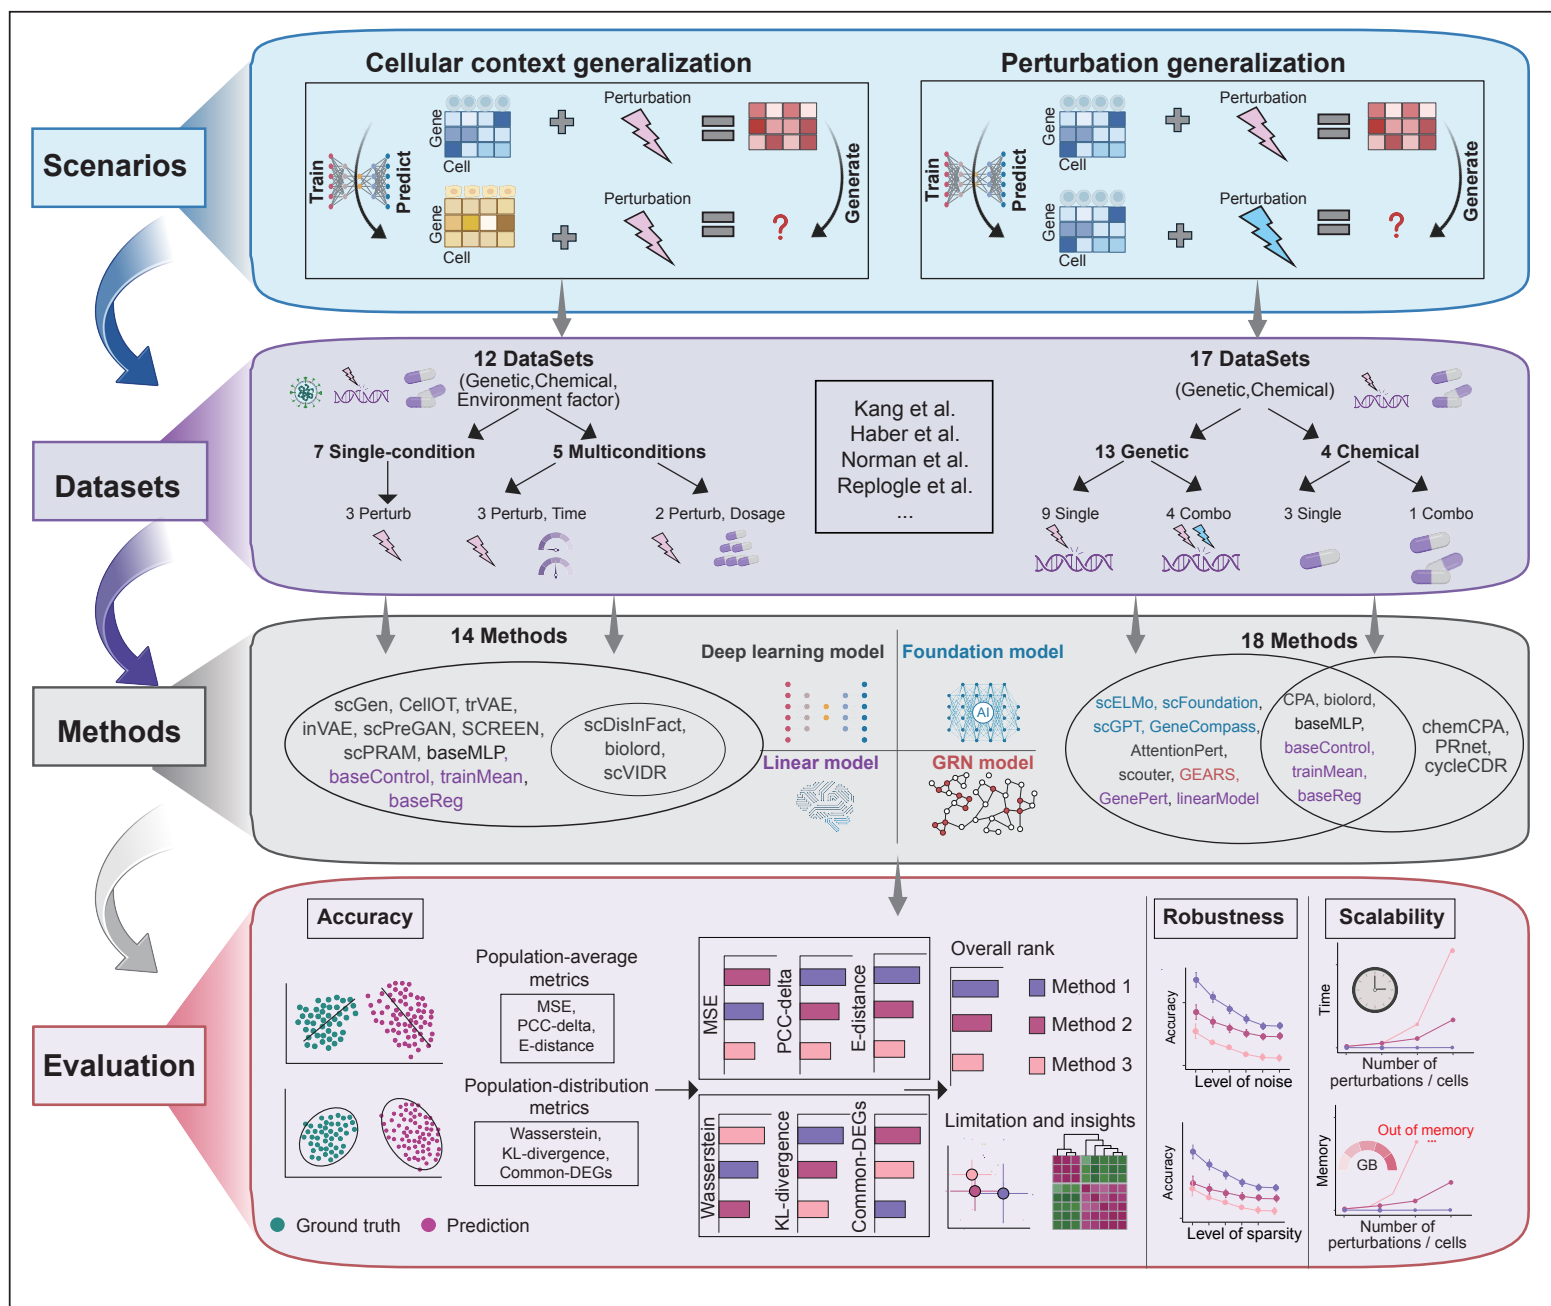 Scenarios
Cellular context generalization
Train
Predict
Gene
Cell
Perturbation
Gene
Cell
Perturbation
?
Generate
Perturbation generalization
Train
Predict
Gene
Cell
Perturbation
Gene
Cell
Perturbation
?
Generate
Datasets
12 DataSets
(Genetic,Chemical,
Environment factor)
7 Single-condition
5 Multiconditions
3 Perturb
3 Perturb, Time
2 Perturb, Dosage
Kang et al.
Haber et al.
Norman et al.
Replogle et al.
...
17 DataSets
(Genetic,Chemical)
13 Genetic
4 Chemical
9 Single
4 Combo
3 Single
1 Combo
Methods
14 Methods
scGen, CellOT, trVAE,
inVAE, scPreGAN, SCREEN,
scPRAM, baseMLP,
baseControl, trainMean,
baseReg
scDisInFact,
biolord,
scVIDR
Deep learning model
Foundation model
AI
Linear model
GRN model
18 Methods
scELMo, scFoundation,
scGPT, GeneCompass,
AttentionPert,
scouter, GEARS,
GenePert, linearModel
CPA, biolord,
baseMLP,
baseControl,
trainMean,
baseReg
chemCPA,
PRnet,
cycleCDR
Evaluation
Accuracy
Population-average
metrics
MSE,
PCC-delta,
E-distance
Population-distribution
metrics
Wasserstein,
KL-divergence,
Common-DEGs
Ground truth
Prediction
MSE
PCC-delta
E-distance
Wasserstein
KL-divergence
Common-DEGs
Overall rank
Method 1
Method 2
Method 3
Limitation and insights
Robustness
Accuracy
Level of noise
Accuracy
Level of sparsity
Scalability
Time
Number of
perturbations / cells
Memory
Out of memory
...
GB
Number of
perturbations / cells